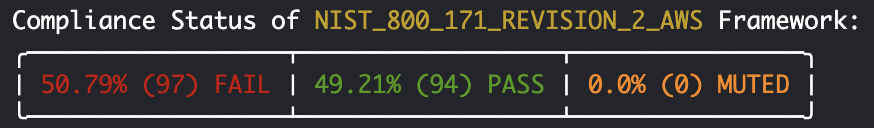 Compliance Status of NIST_800_171_REVISION_2_AWS Framework:
50.79% (97) FAIL | 49.21% (94) PASS | 0.0% (0) MUTED